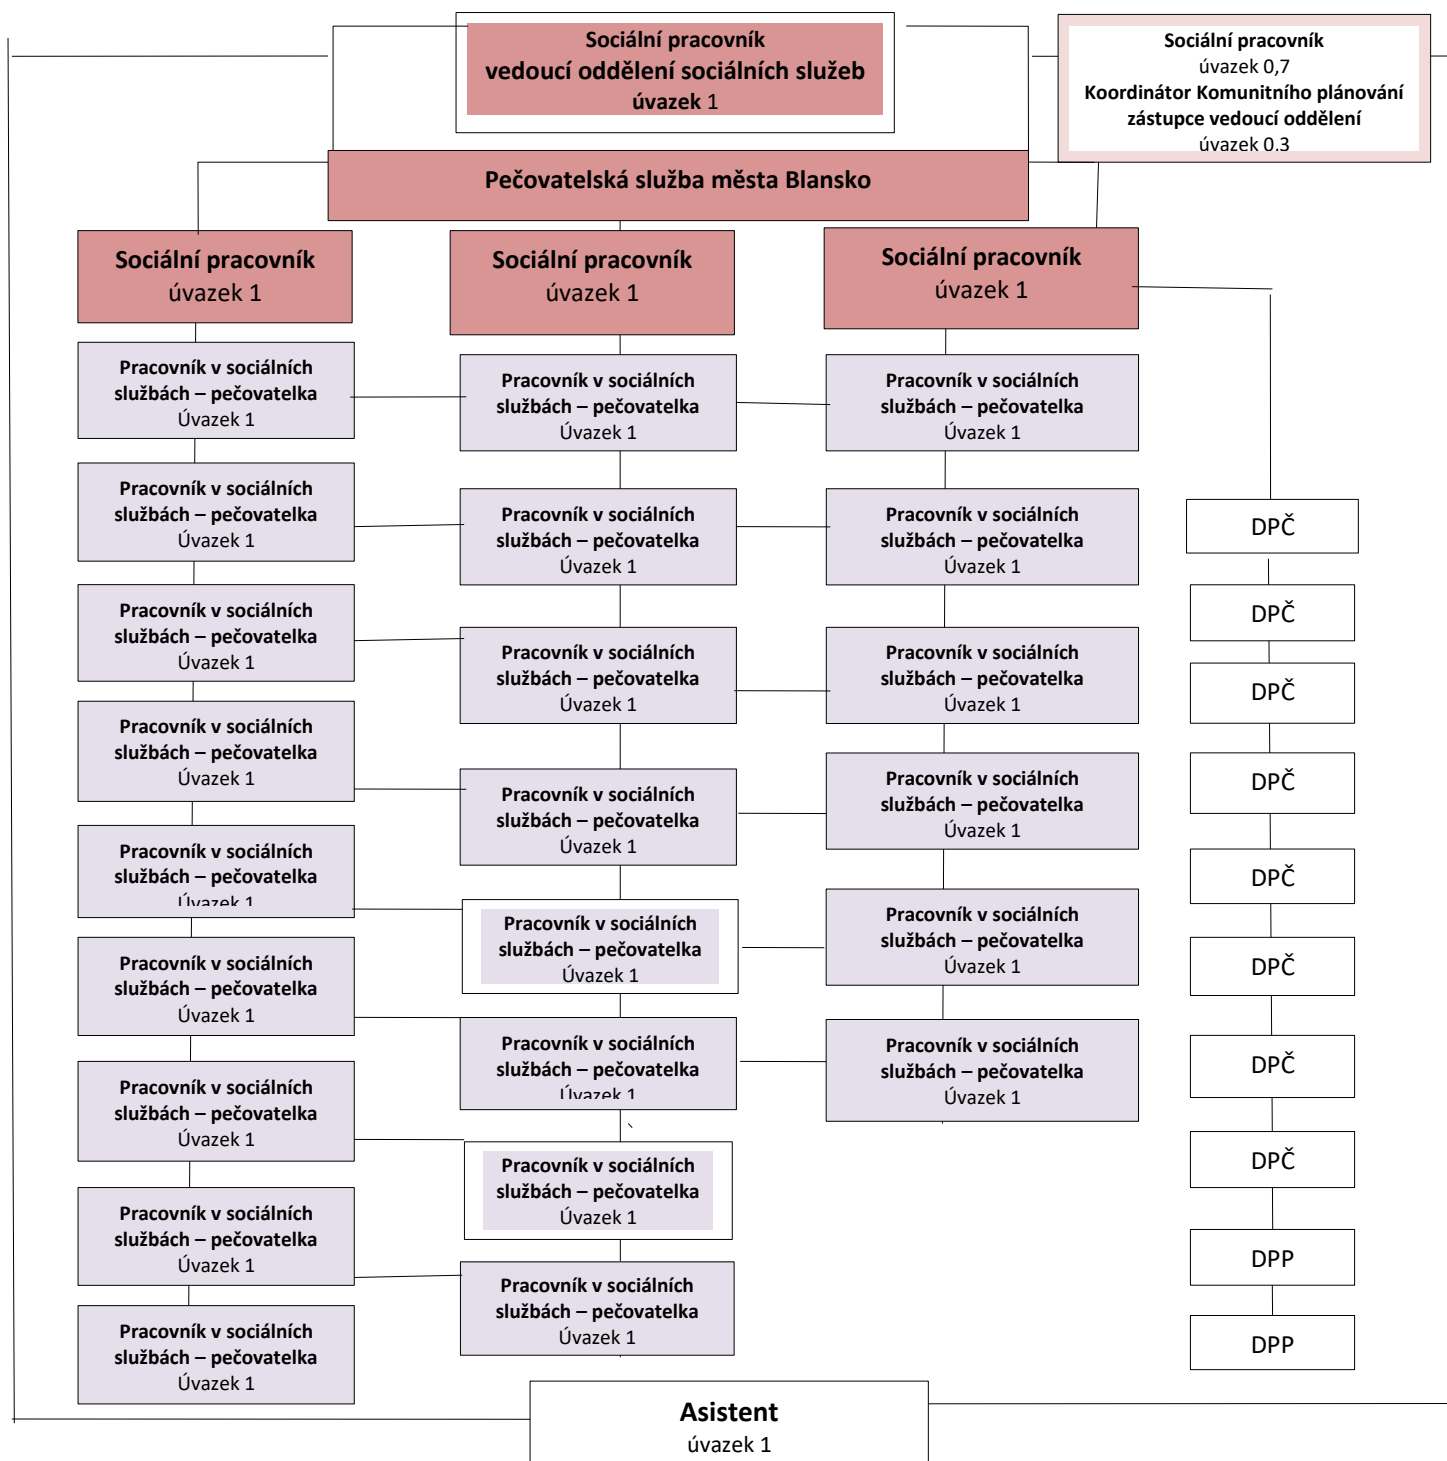 Sociální pracovník
vedoucí oddělení sociálních služeb
úvazek 1
Sociální pracovník
úvazek 0,7
Koordinátor Komunitního plánování
zástupce vedoucí oddělení
úvazek 0.3
Pečovatelská služba města Blansko
Sociální pracovník
úvazek 1
Sociální pracovník
úvazek 1
Sociální pracovník
úvazek 1
Pracovník v sociálních
službách – pečovatelka
Úvazek 1
Pracovník v sociálních
službách – pečovatelka
Úvazek 1
Pracovník v sociálních
službách – pečovatelka
Úvazek 1
Pracovník v sociálních
službách – pečovatelka
Úvazek 1
Pracovník v sociálních
službách – pečovatelka
Úvazek 1
Pracovník v sociálních
službách – pečovatelka
Úvazek 1
Pracovník v sociálních
službách – pečovatelka
Úvazek 1
Pracovník v sociálních
službách – pečovatelka
Úvazek 1
Pracovník v sociálních
službách – pečovatelka
Úvazek 1
Pracovník v sociálních
službách – pečovatelka
Úvazek 1
Pracovník v sociálních
službách – pečovatelka
Úvazek 1
Pracovník v sociálních
službách – pečovatelka
Úvazek 1
Pracovník v sociálních
službách – pečovatelka
Úvazek 1
Pracovník v sociálních
službách – pečovatelka
Úvazek 1
Pracovník v sociálních
službách – pečovatelka
Úvazek 1
Pracovník v sociálních
službách – pečovatelka
Úvazek 1
Pracovník v sociálních
službách – pečovatelka
Úvazek 1
Pracovník v sociálních
službách – pečovatelka
Úvazek 1
Pracovník v sociálních
službách – pečovatelka
Úvazek 1
Pracovník v sociálních
službách – pečovatelka
Úvazek 1
Pracovník v sociálních
službách – pečovatelka
Úvazek 1
Pracovník v sociálních
službách – pečovatelka
Úvazek 1
Pracovník v sociálních
službách – pečovatelka
Úvazek 1
DPČ
DPČ
DPČ
DPČ
DPČ
DPČ
DPČ
DPČ
DPP
DPP
Asistent
úvazek 1